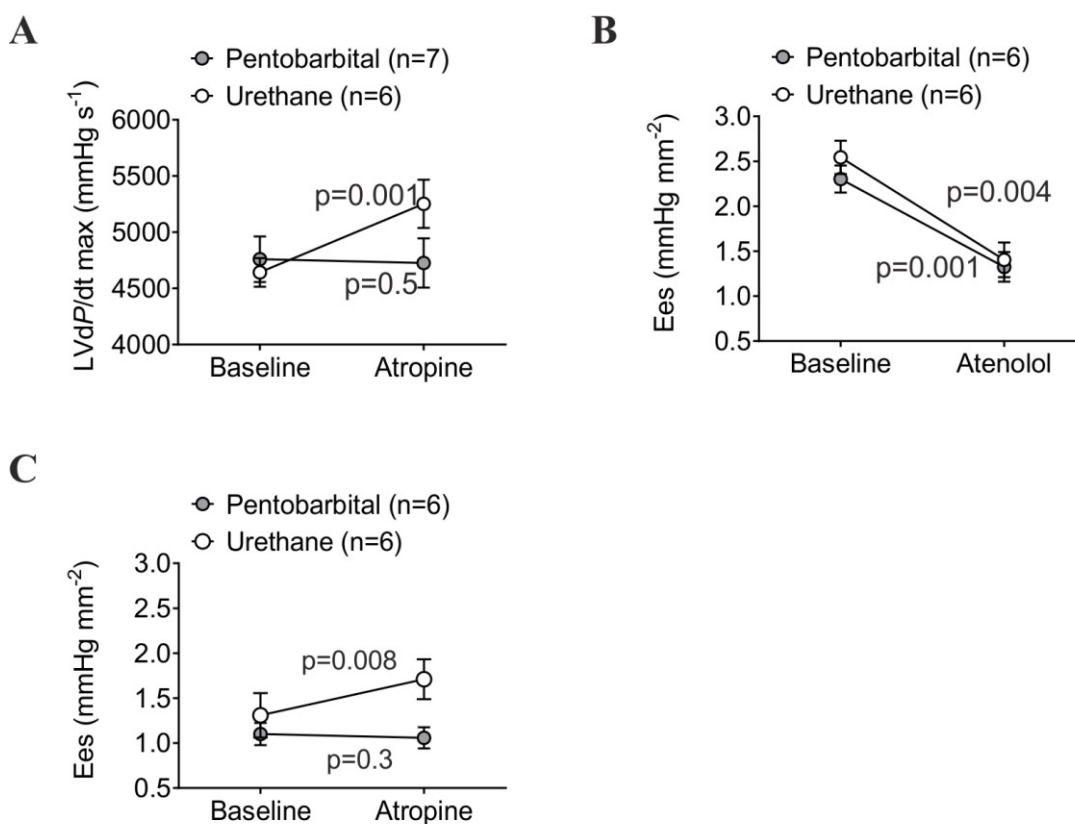 A
Pentobarbital (n=7)
Urethane (n=6)
LVdP/dt max (mmHg s⁻¹)
6000
5500
5000
4500
4000
p=0.001
p=0.5
Baseline
Atropine
B
Pentobarbital (n=6)
Urethane (n=6)
Ees (mmHg mm⁻²)
3.0
2.5
2.0
1.5
1.0
0.5
p=0.004
p=0.001
Baseline
Atenolol
C
Pentobarbital (n=6)
Urethane (n=6)
Ees (mmHg mm⁻²)
3.0
2.5
2.0
1.5
1.0
0.5
p=0.008
p=0.3
Baseline
Atropine